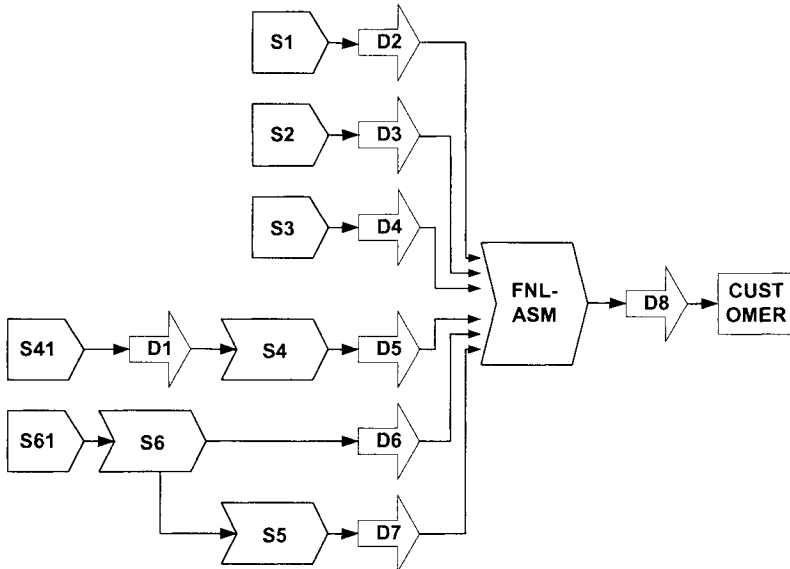 S1
D2
S2
D3
S3
D4
FNL-
ASM
D8
CUST
OMER
S41
D1
S4
D5
S61
S6
D6
S5
D7